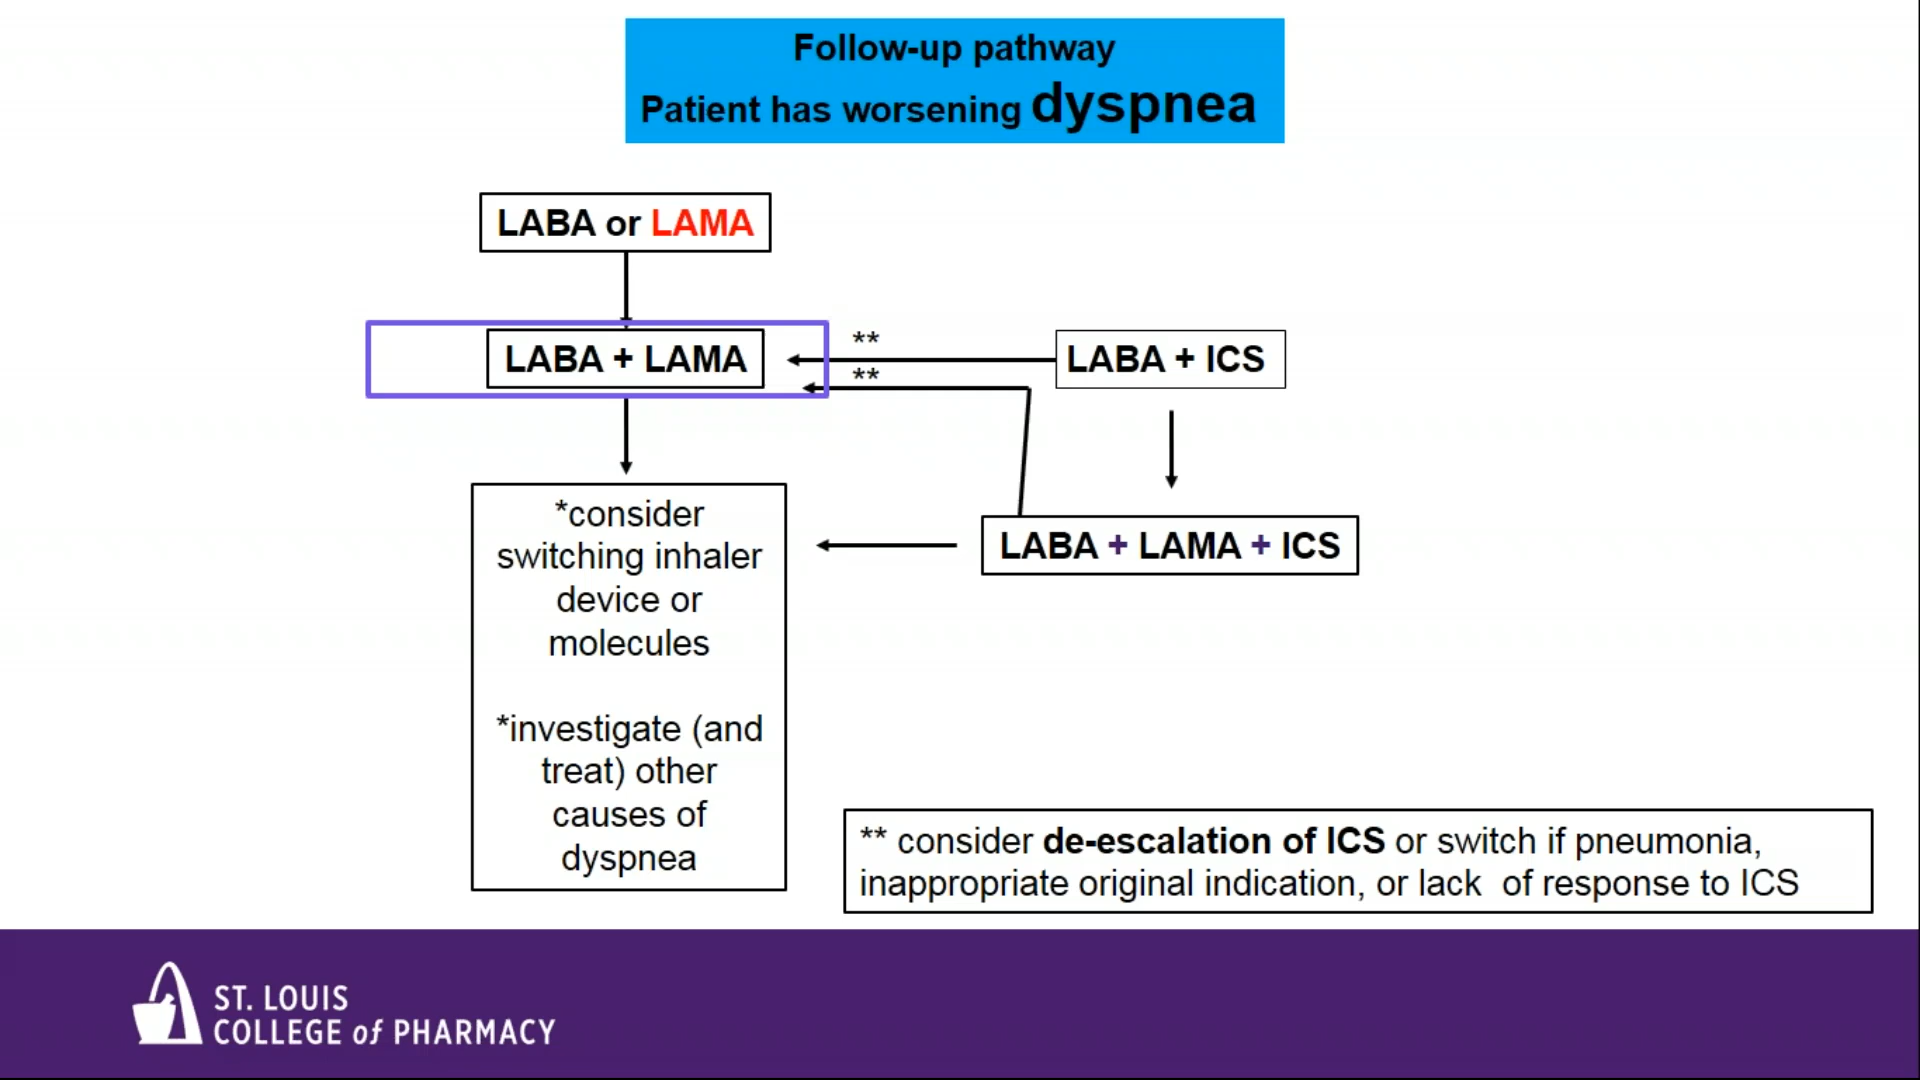 Follow-up pathway
Patient has worsening dyspnea
LABA or LAMA
LABA + LAMA
**
**
LABA + ICS
LABA + LAMA + ICS
*consider
switching inhaler
device or
molecules
*investigate (and
treat) other
causes of
dyspnea
** consider de-escalation of ICS or switch if pneumonia,
inappropriate original indication, or lack of response to ICS
ST. LOUIS
COLLEGE of PHARMACY